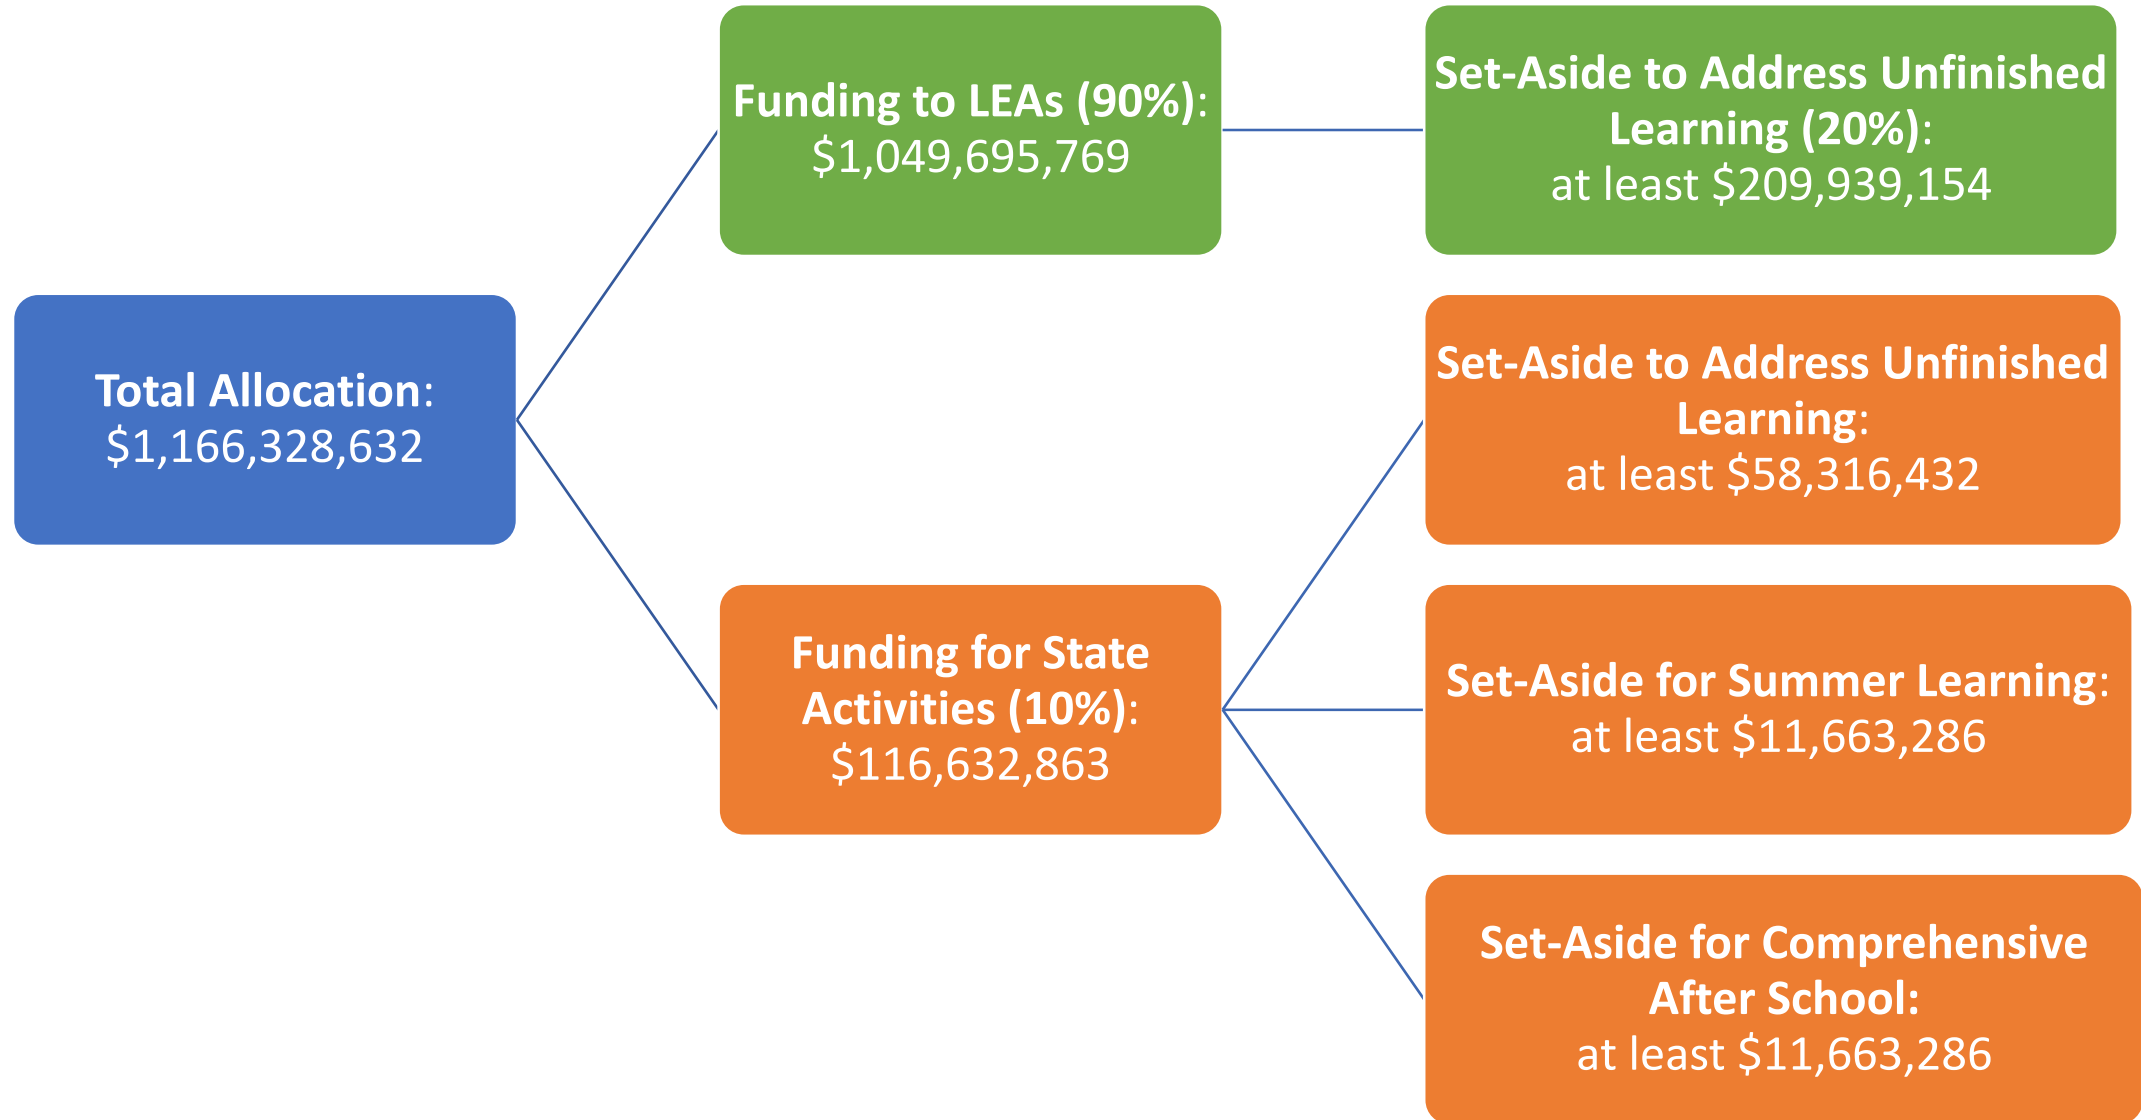 Total Allocation:
$1,166,328,632
Funding to LEAs (90%):
$1,049,695,769
Set-Aside to Address Unfinished
Learning (20%):
at least $209,939,154
Funding for State
Activities (10%):
$116,632,863
Set-Aside to Address Unfinished
Learning:
at least $58,316,432
Set-Aside for Summer Learning:
at least $11,663,286
Set-Aside for Comprehensive
After School:
at least $11,663,286